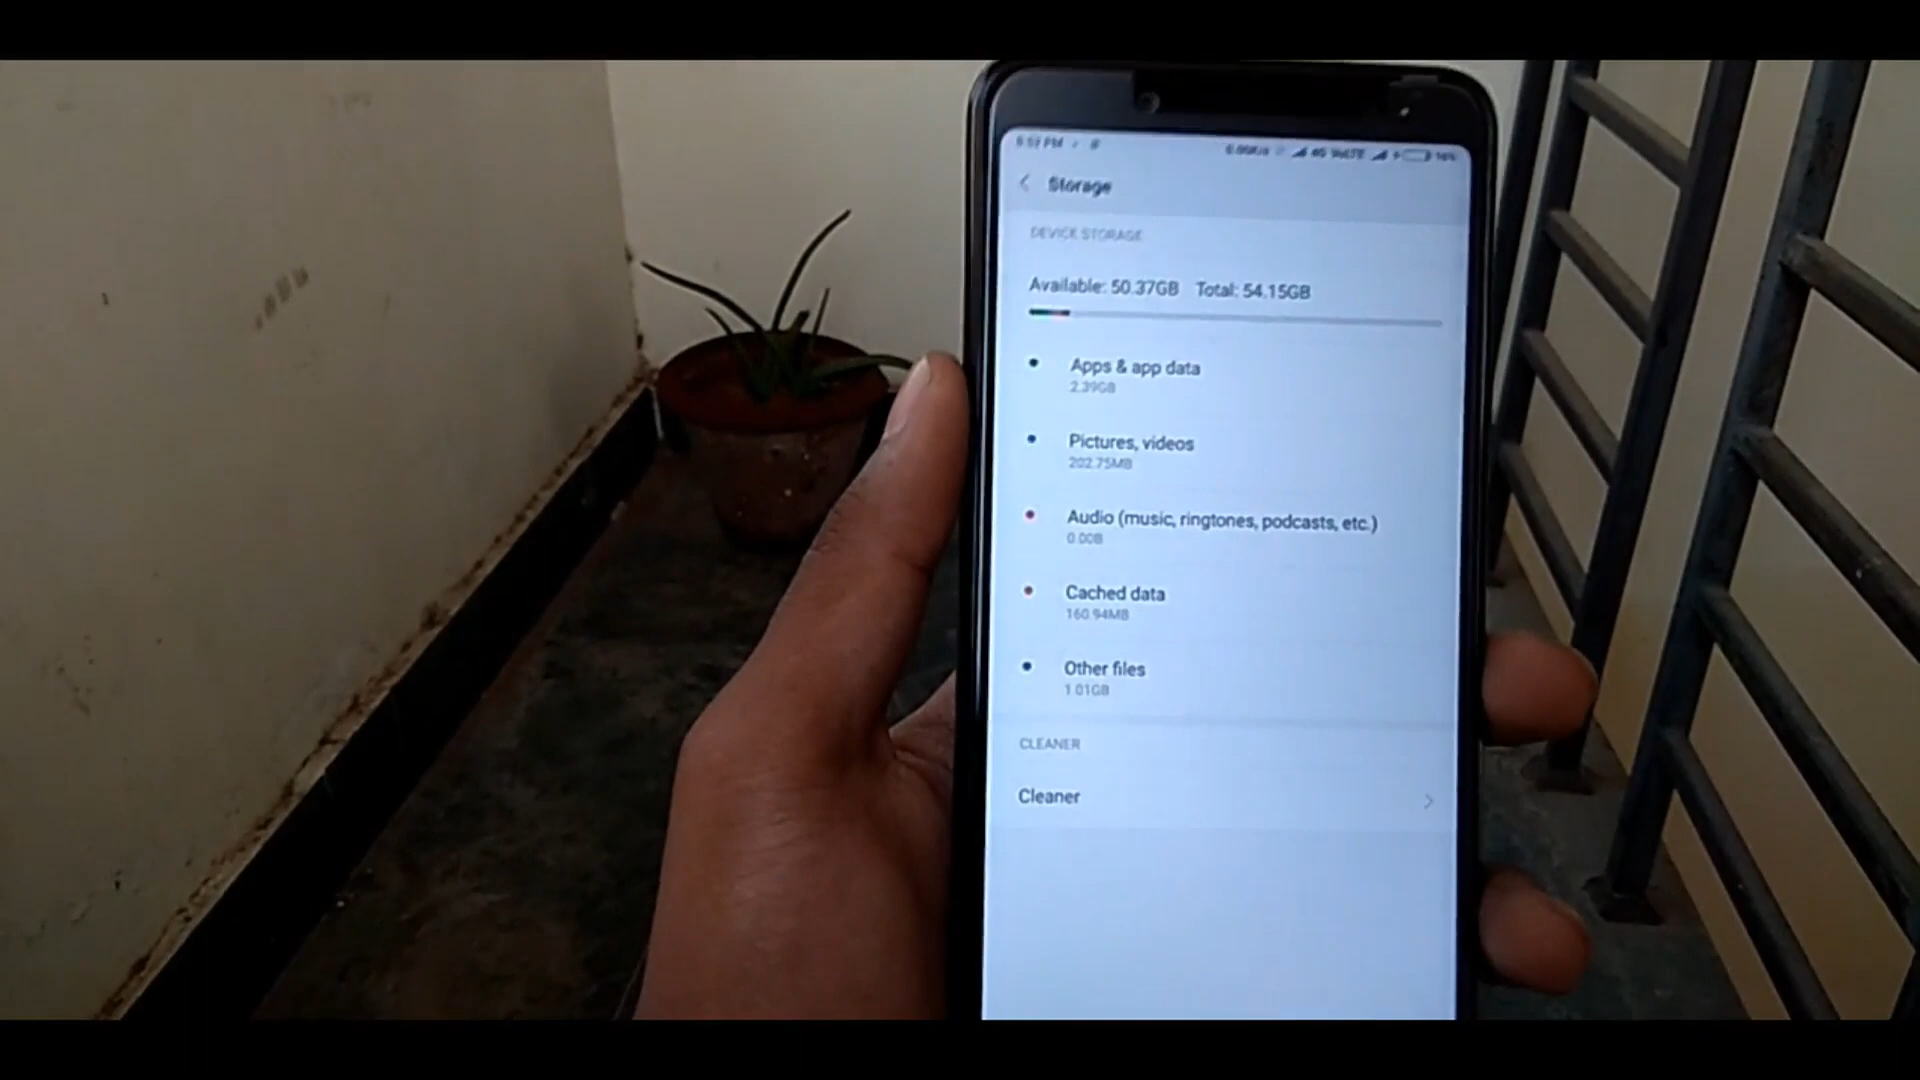 Storage
DEVICE STORAGE
Available: 50.37GB Total: 54.15GB
Apps & app data
2.39GB
Pictures, videos
202.75MB
Audio (music, ringtones, podcasts, etc.)
0.00B
Cached data
160.94MB
Other files
1.01GB
CLEANER
Cleaner